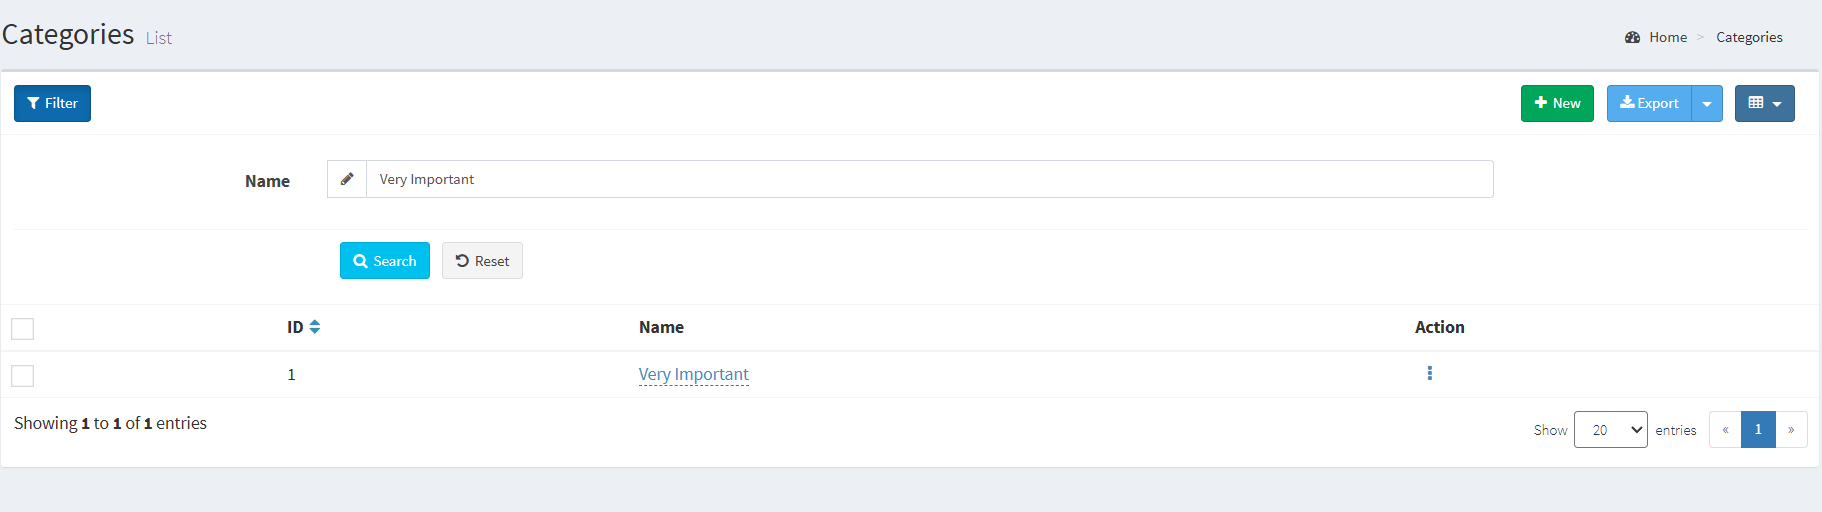 Categories List
Home > Categories
Filter
New
Export
Name
Very Important
Search
Reset
ID Name Action
1 Very Important
Showing 1 to 1 of 1 entries
Show 20 entries « 1 »